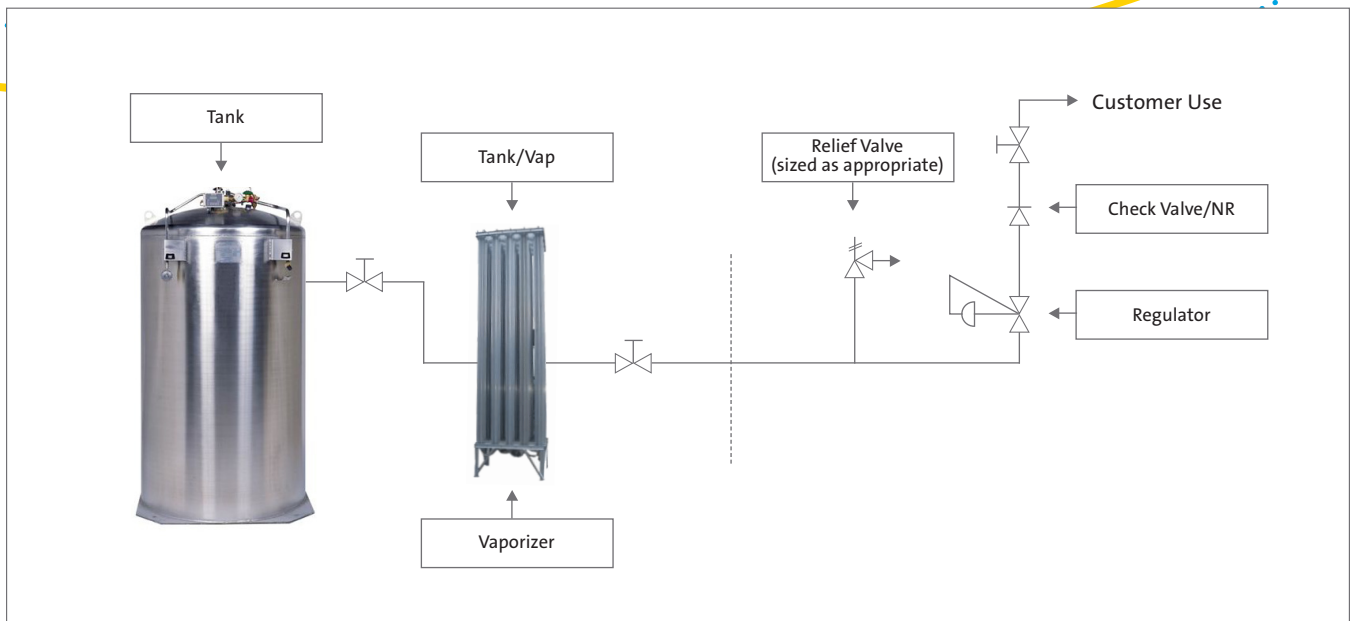 Tank
Tank/Vap
Relief Valve
(sized as appropriate)
Customer Use
Check Valve/NR
Regulator
Vaporizer